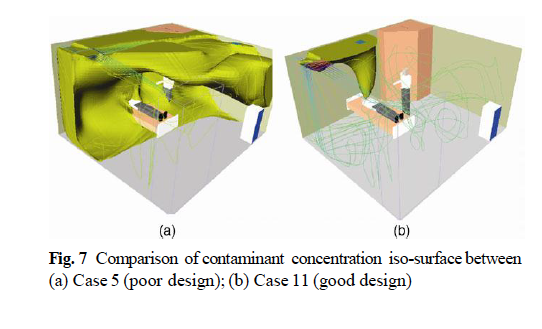 (a)
(b)
Fig. 7 Comparison of contaminant concentration iso-surface between
(a) Case 5 (poor design); (b) Case 11 (good design)